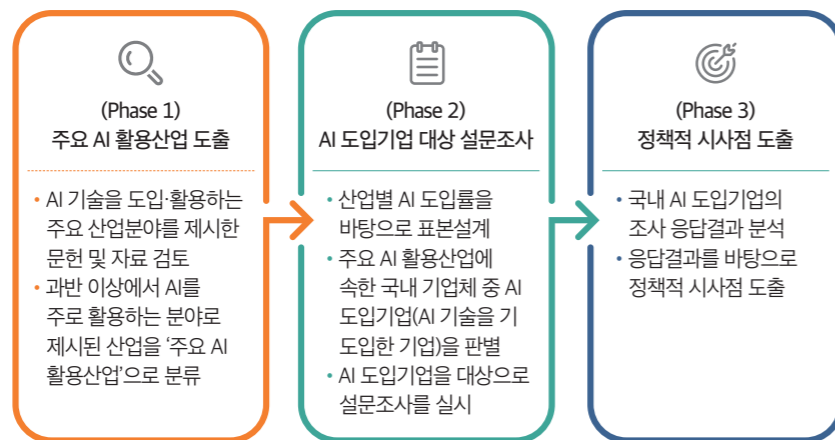 (Phase 1)
주요 AI 활용산업 도출
• AI 기술을 도입·활용하는
주요 산업분야를 제시한
문헌 및 자료 검토
• 과반 이상에서 AI를
주로 활용하는 분야로
제시된 산업을 ‘주요 AI
활용산업’으로 분류
(Phase 2)
AI 도입기업 대상 설문조사
• 산업별 AI 도입률을
바탕으로 표본설계
• 주요 AI 활용산업에
속한 국내 기업체 중 AI
도입기업(AI 기술을 기
도입한 기업)을 판별
• AI 도입기업을 대상으로
설문조사를 실시
(Phase 3)
정책적 시사점 도출
• 국내 AI 도입기업의
조사 응답결과 분석
• 응답결과를 바탕으로
정책적 시사점 도출